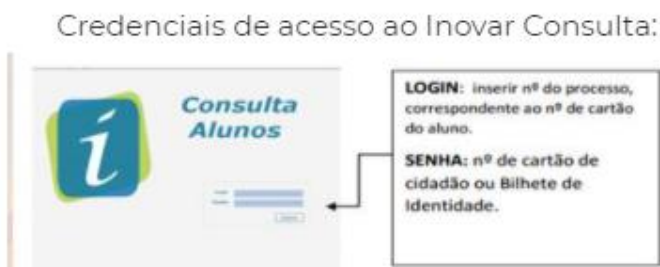 Credenciais de acesso ao Inovar Consulta:
i
Consulta
Alunos
LOGIN: inserir nº do processo,
correspondente ao nº de cartão
do aluno.
SENHA: nº de cartão de
cidadão ou Bilhete de
Identidade.